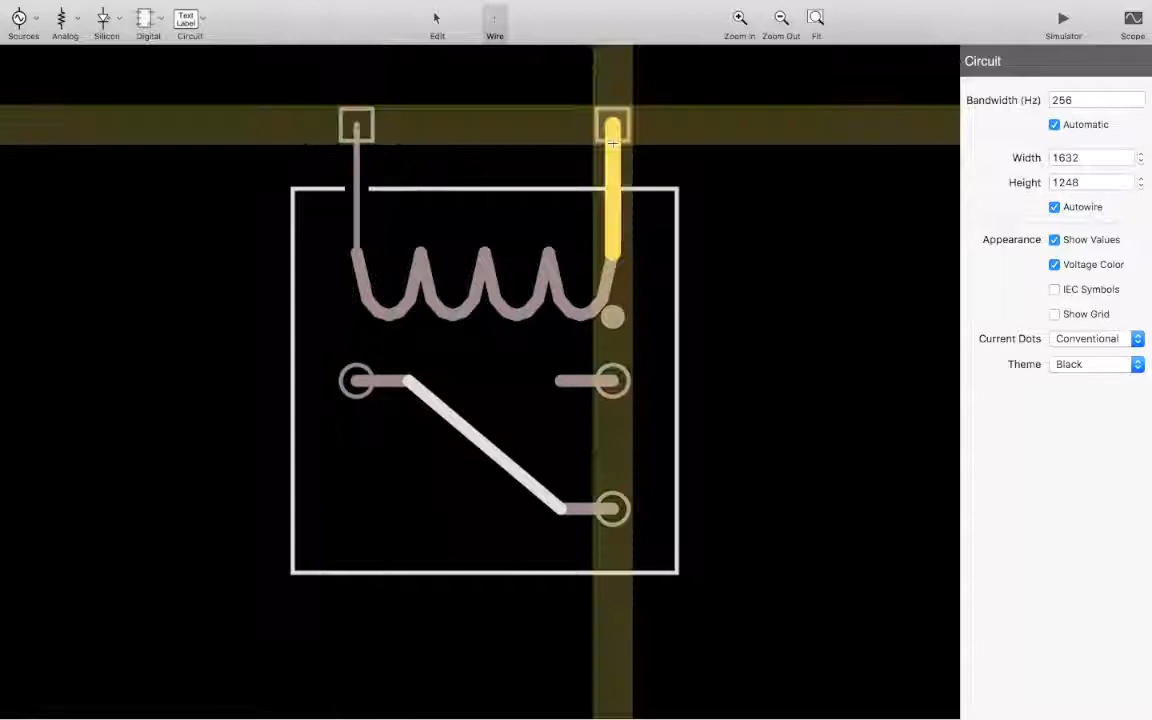 Sources
Analog
Silicon
Digital
Text
Label
Circuit
Edit
Wire
Zoom In
Zoom Out
Fit
Simulator
Scope
Circuit
Bandwidth (Hz) 256
Automatic
Width 1632
Height 1248
Autowire
Appearance Show Values
Voltage Color
IEC Symbols
Show Grid
Current Dots Conventional
Theme Black